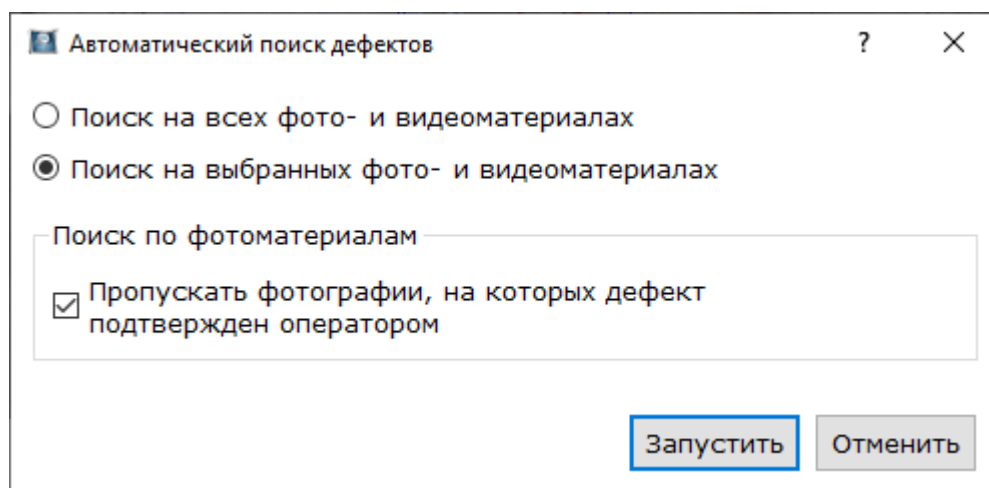 Автоматический поиск дефектов ?
Поиск на всех фото- и видеоматериалах
Поиск на выбранных фото- и видеоматериалах
Поиск по фотоматериалам
Пропускать фотографии, на которых дефект
подтвержден оператором
Запустить Отменить